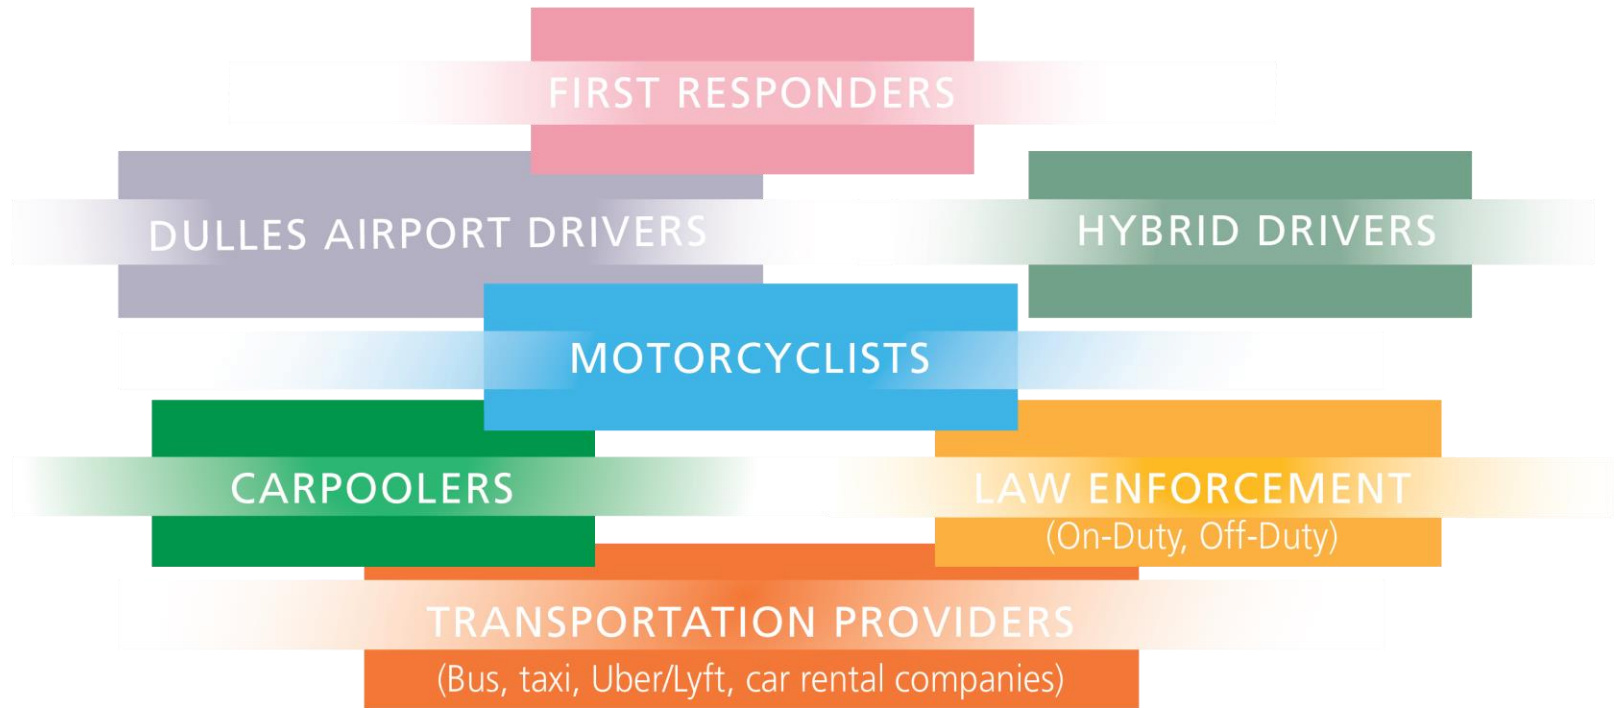 FIRST RESPONDERS
DULLES AIRPORT DRIVERS
HYBRID DRIVERS
MOTORCYCLISTS
CARPOOLERS
LAW ENFORCEMENT
(On-Duty, Off-Duty)
TRANSPORTATION PROVIDERS
(Bus, taxi, Uber/Lyft, car rental companies)